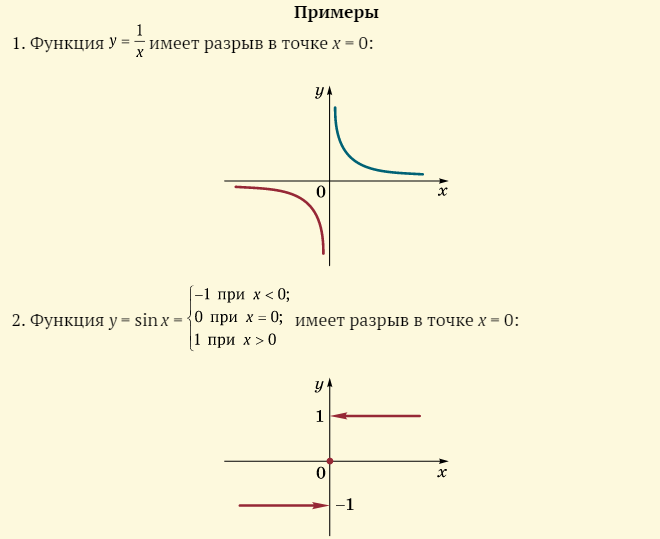 Примеры
1. Функция y = 1/x имеет разрыв в точке x = 0:
y
0
x
2. Функция y = sin x = { –1 при x < 0; 0 при x = 0; 1 при x > 0 имеет разрыв в точке x = 0:
y
1
0
x
–1